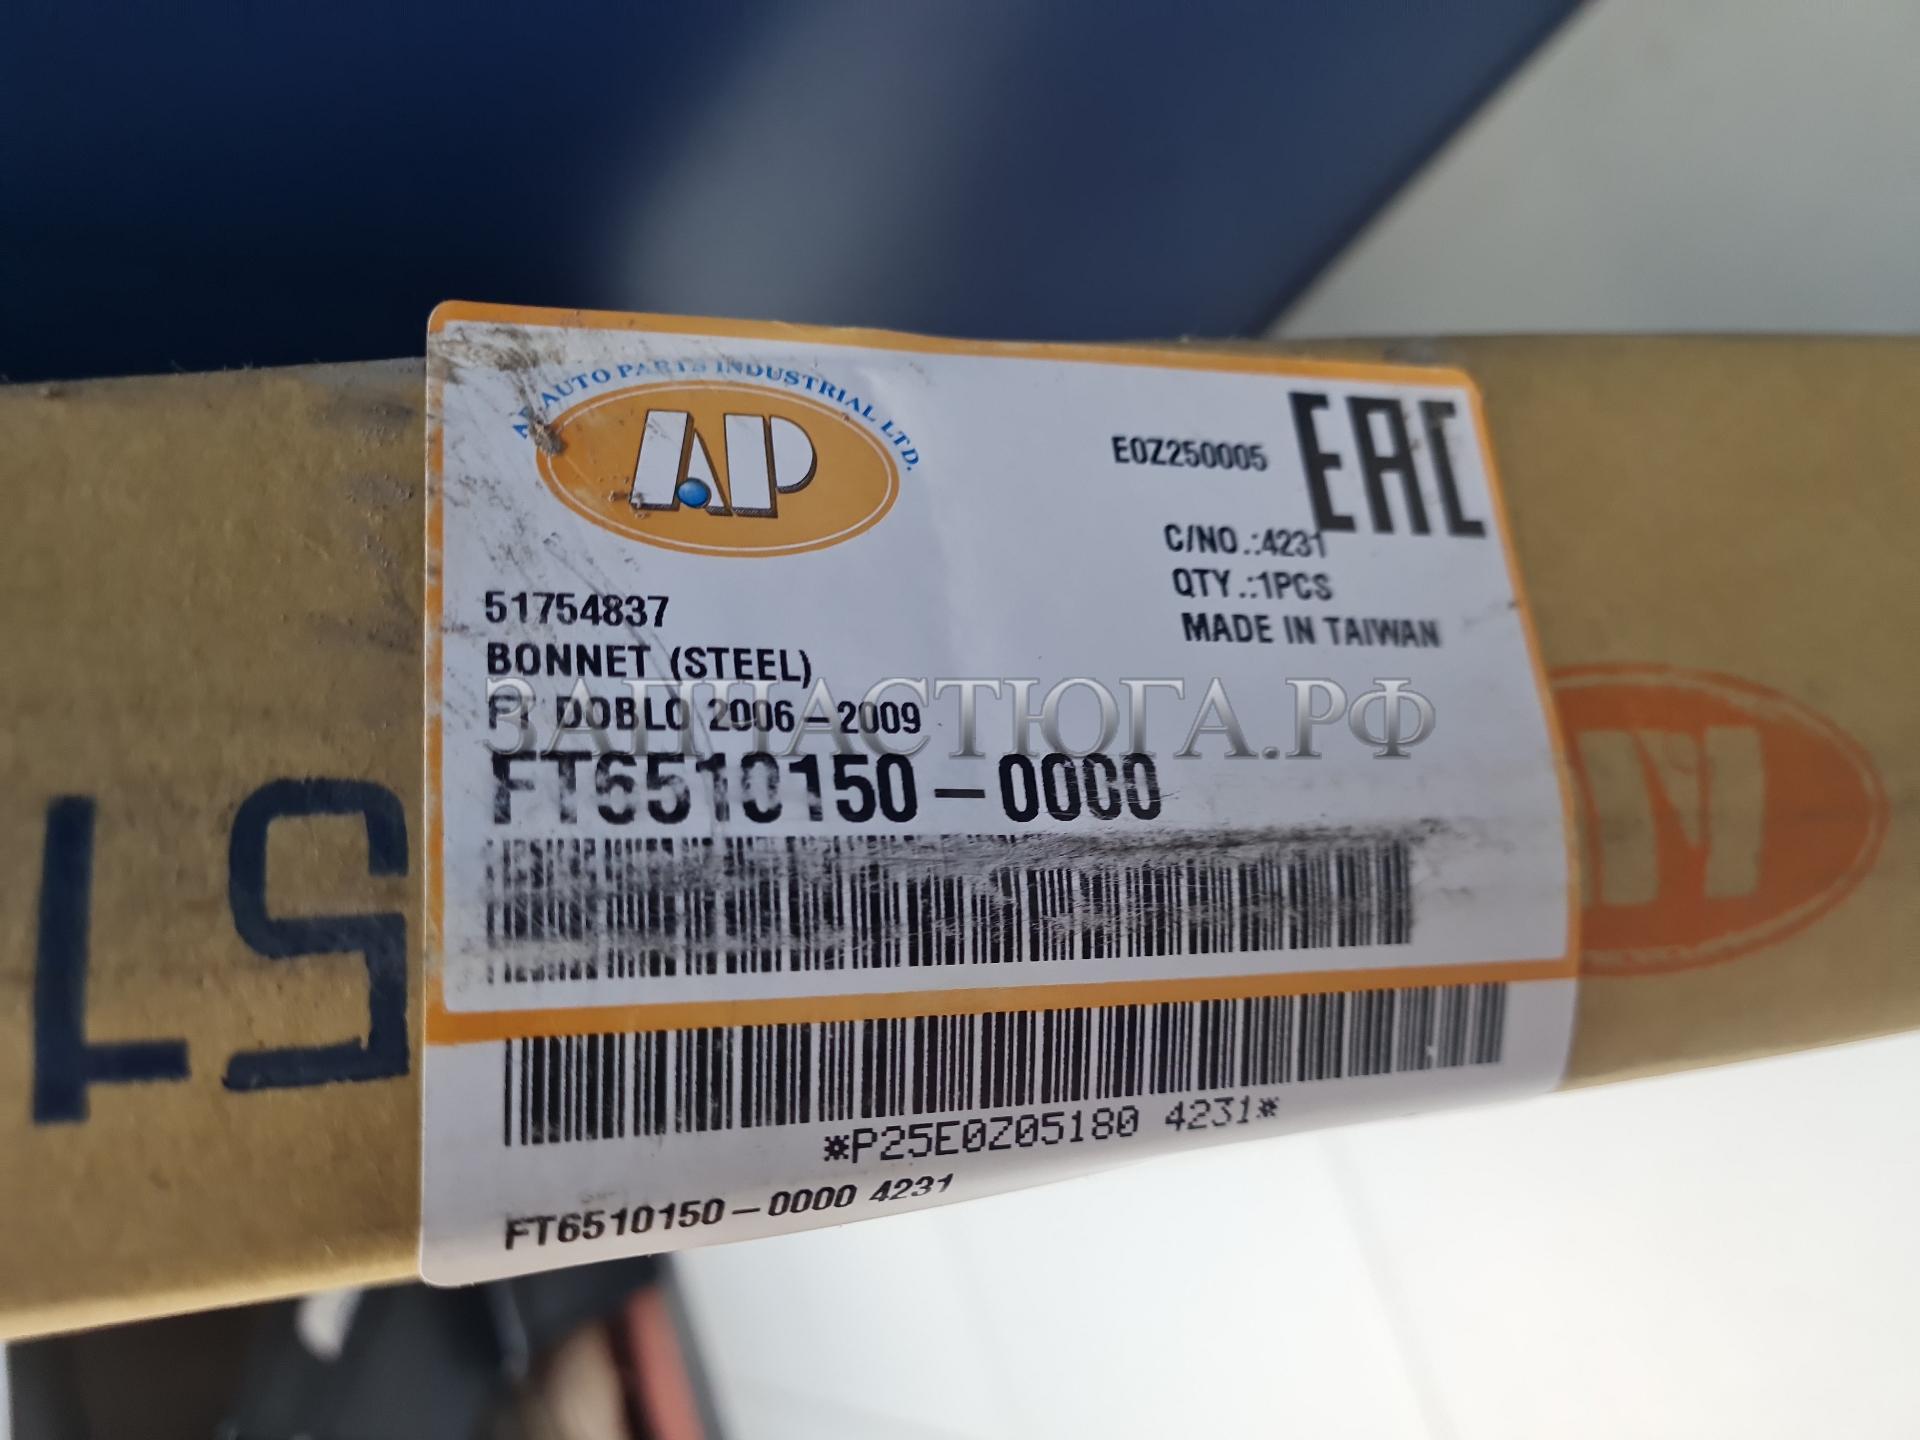 AP AUTO PARTS INDUSTRIAL LTD.
AP
E0Z250005
EAC
C/NO.:4231
QTY.:1PCS
MADE IN TAIWAN
51754837
BONNET (STEEL)
FT DOBLO 2006-2009
ЗАПЧАСТЮГА.РФ
FT6510150-0000
*P25E0Z05180 4231*
FT6510150-0000 4231